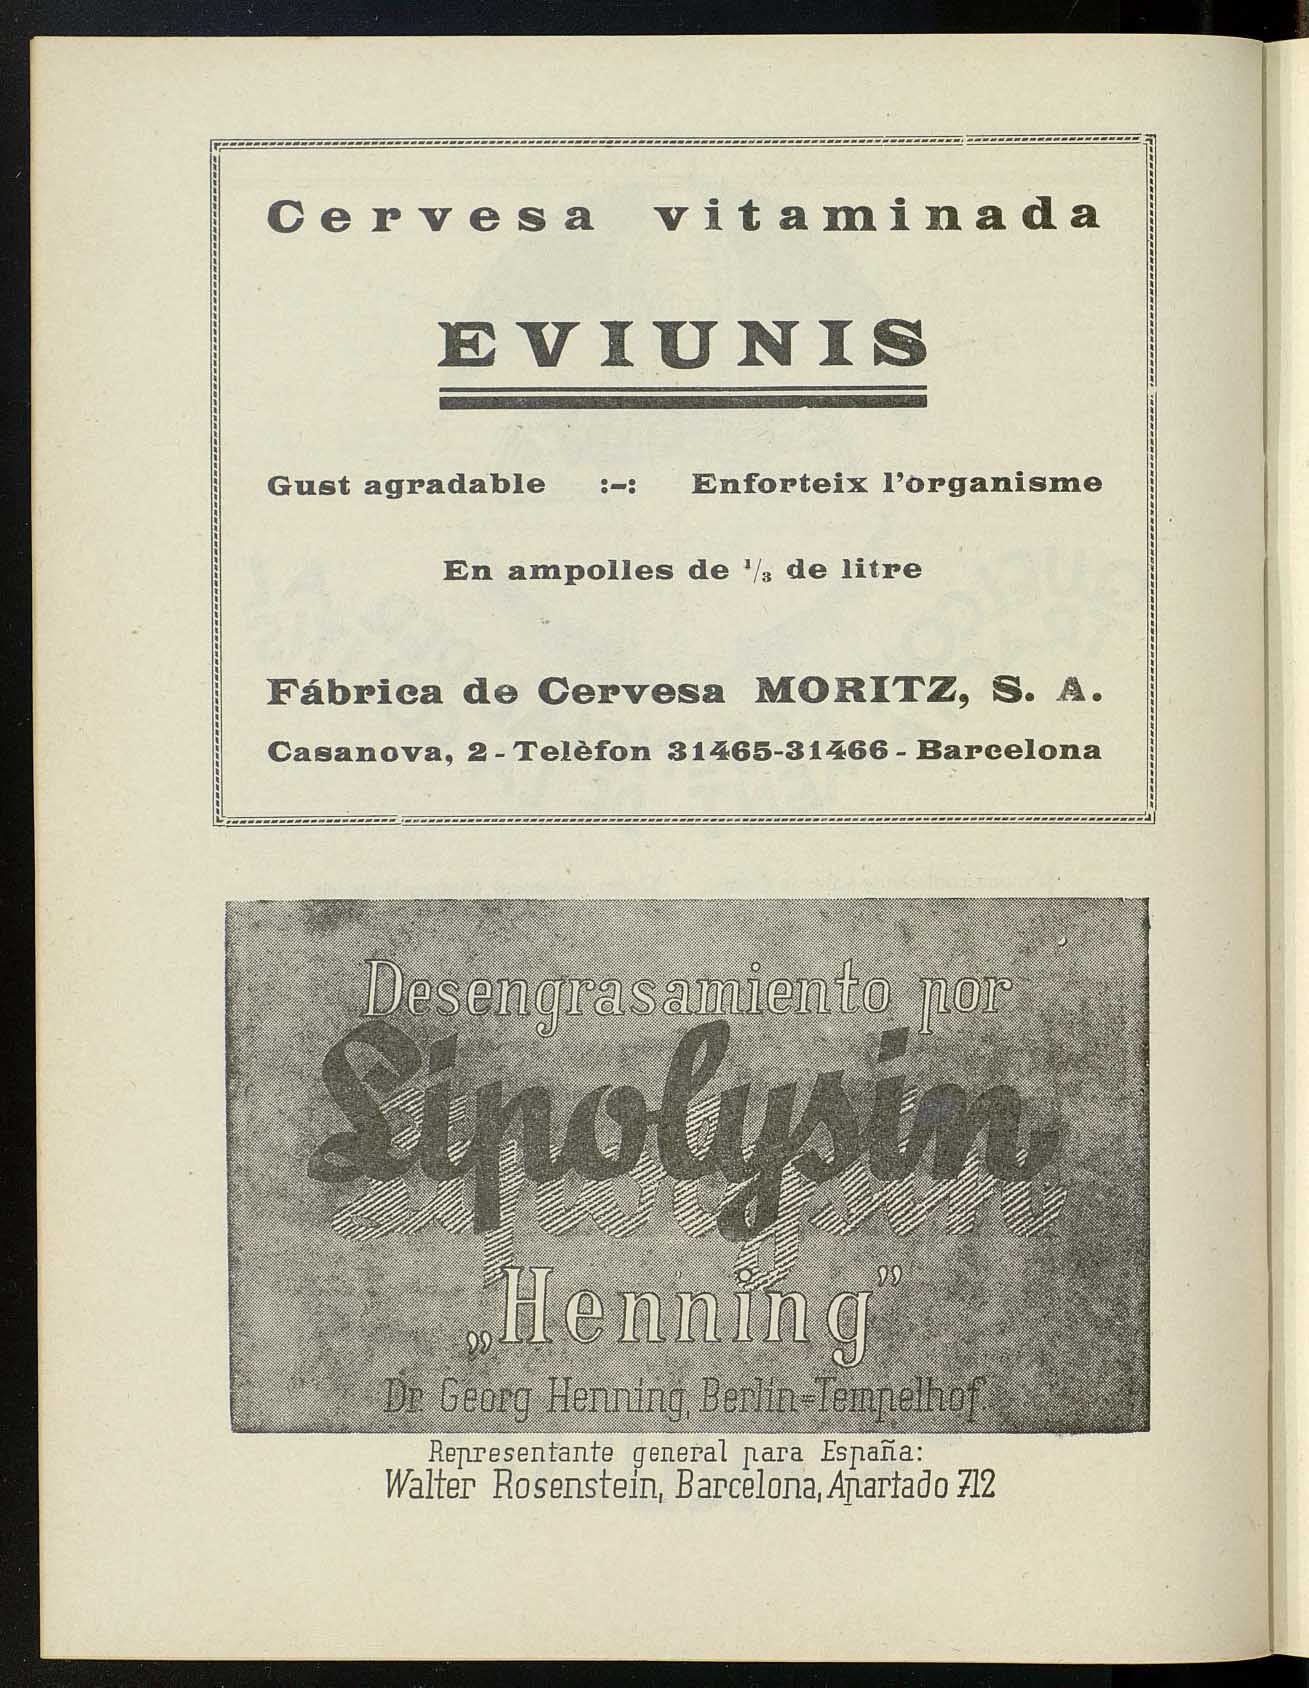 Cervesa vitaminada
EVIUNIS
Gust agradable :-: Enforteix l'òrganisme
En ampolles de 1/3 de litre
Fábrica de Cervesa MORITZ, S. A.
Casanova, 2 - Telèfon 31465-31466 - Barcelona
Desengrasamiento por
Lipolysin
„Henning”
Dr. Georg Henning, Berlin=Tempelhof.
Representante general para España:
Walter Rosenstein, Barcelona, Apartado 712